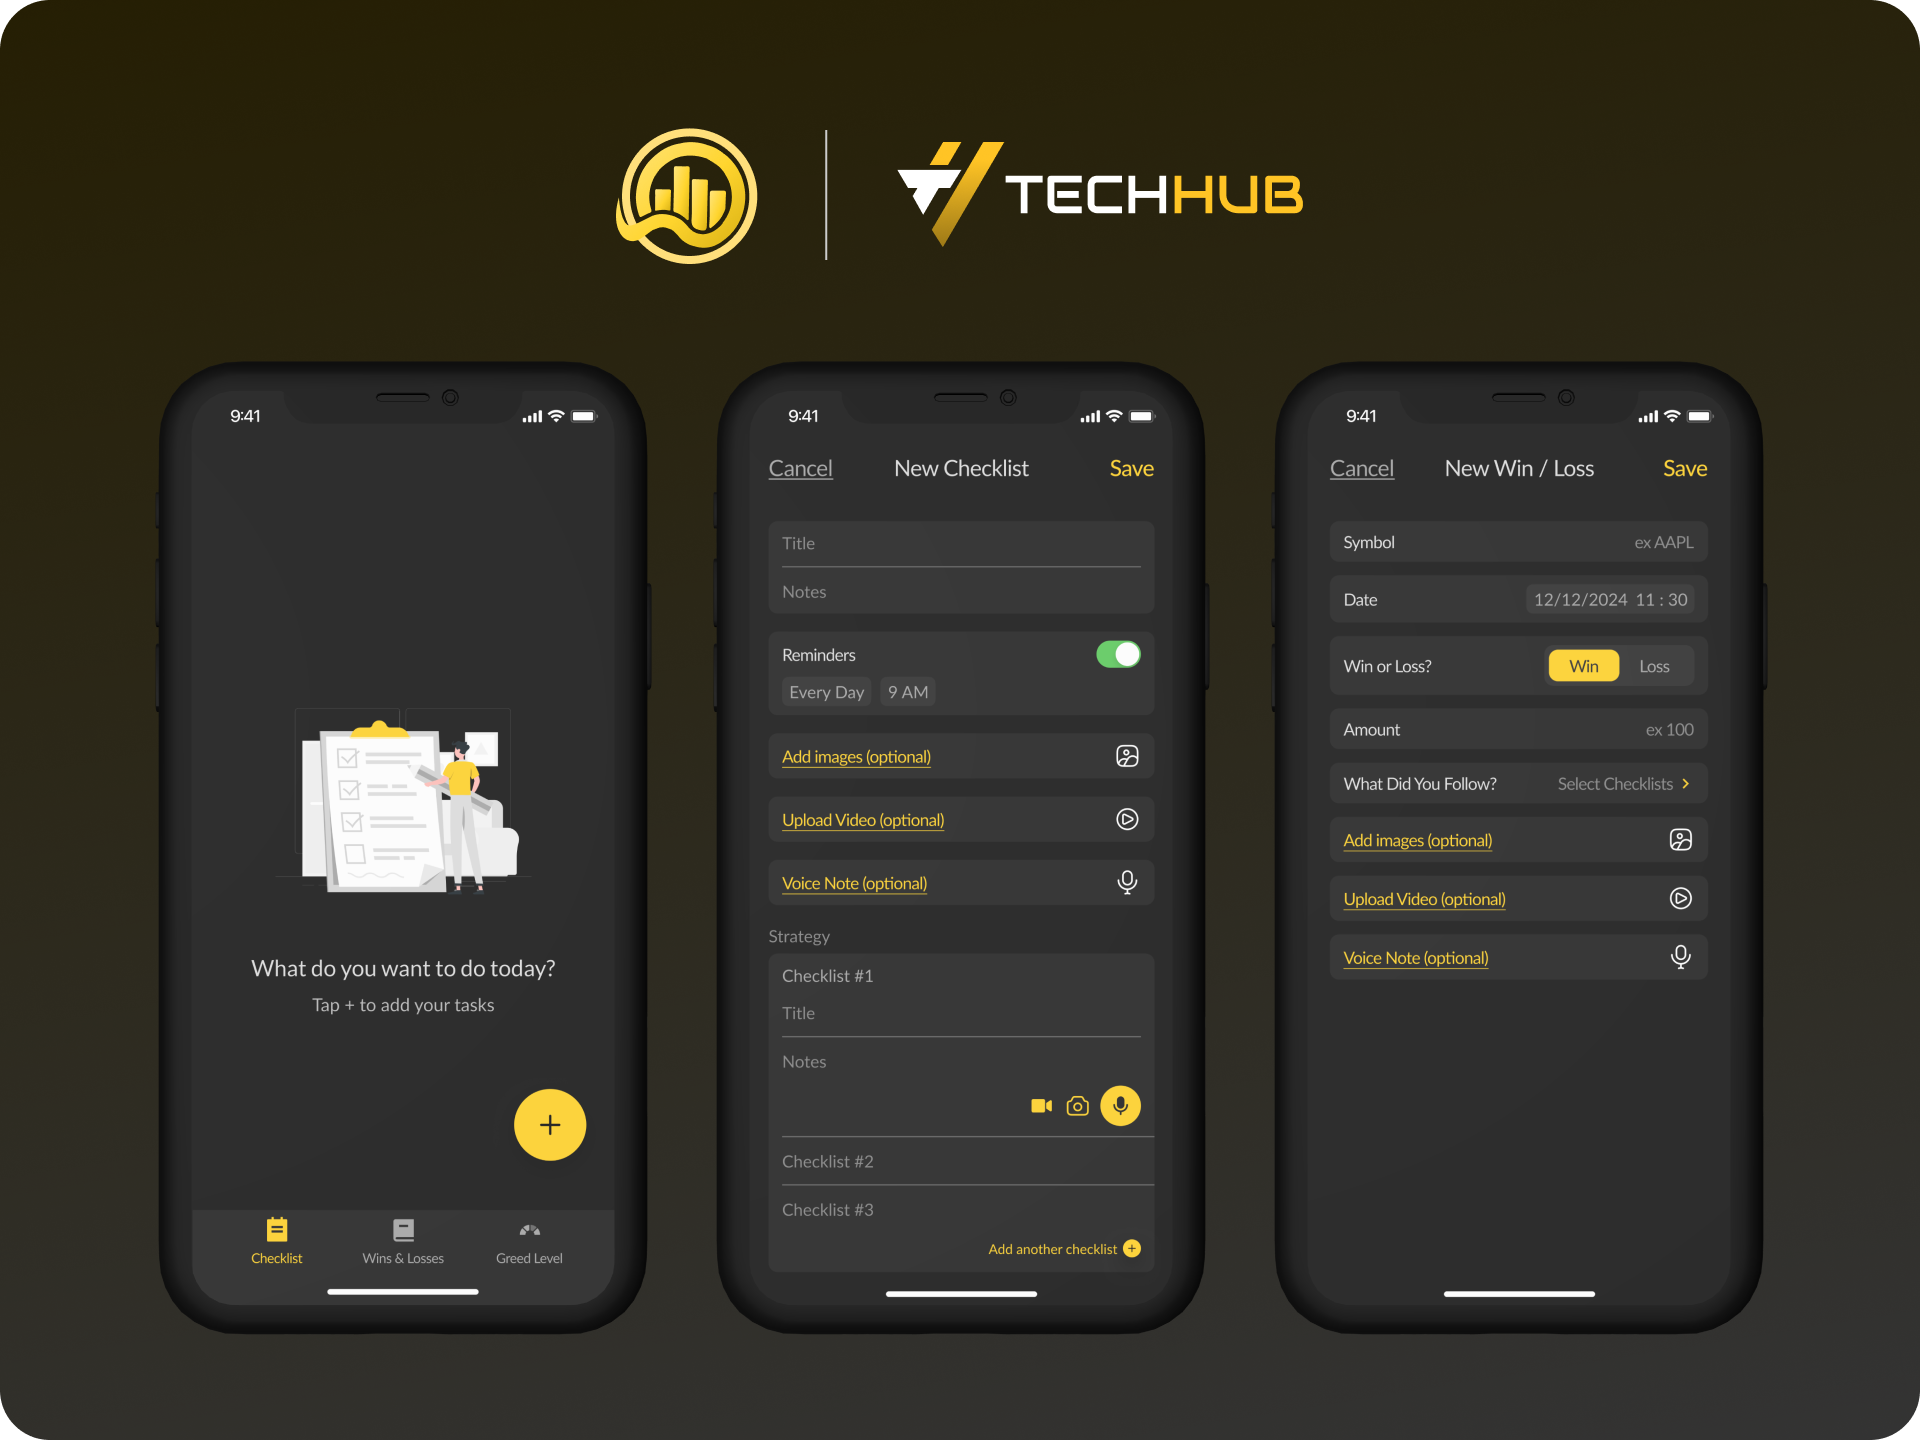 TECHHUB
9:41
What do you want to do today?
Tap + to add your tasks
Checklist
Wins & Losses
Greed Level
9:41
Cancel
New Checklist
Save
Title
Notes
Reminders
Every Day
9 AM
Add images (optional)
Upload Video (optional)
Voice Note (optional)
Strategy
Checklist #1
Title
Notes
Checklist #2
Checklist #3
Add another checklist
9:41
Cancel
New Win / Loss
Save
Symbol
ex AAPL
Date
12/12/2024 11 : 30
Win or Loss?
Win
Loss
Amount
ex 100
What Did You Follow?
Select Checklists
Add images (optional)
Upload Video (optional)
Voice Note (optional)